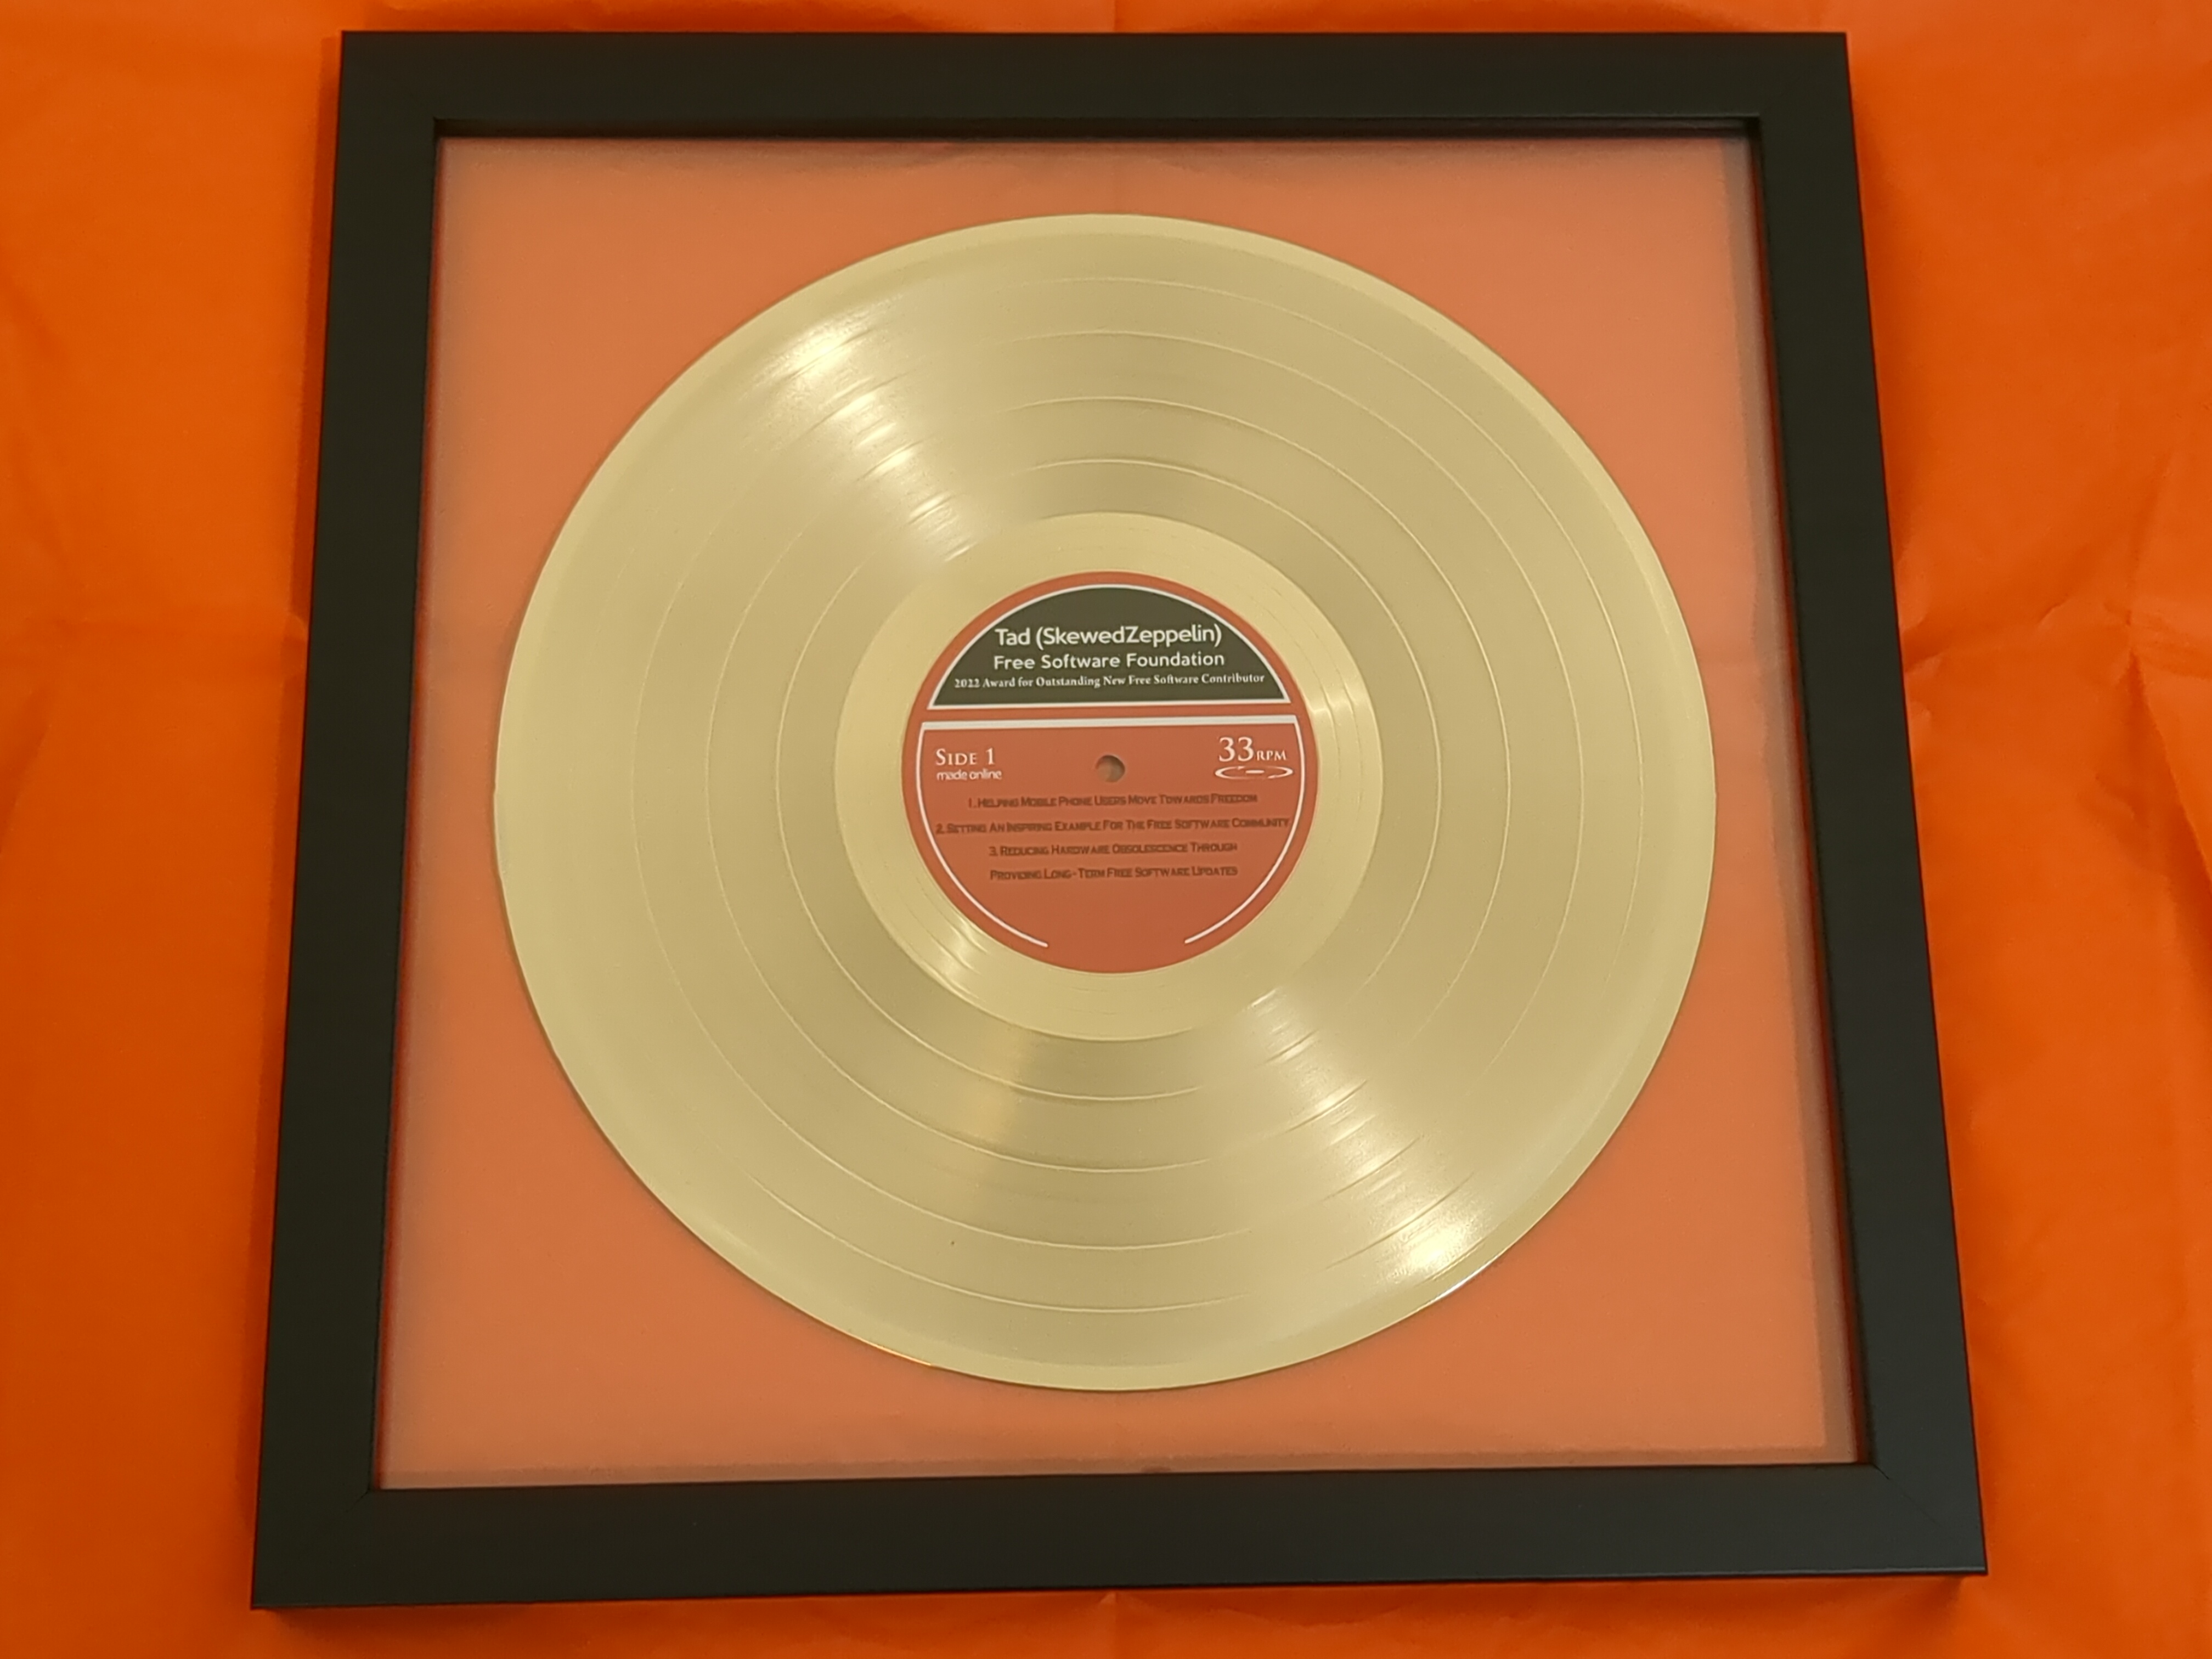 Tad (SkewedZeppelin)
Free Software Foundation
2022 Award for Outstanding New Free Software Contributor
SIDE 1
made online
33 RPM
1. HELPING MOBILE PHONE USERS MOVE TOWARDS FREEDOM
2. SETTING AN INSPIRING EXAMPLE FOR THE FREE SOFTWARE COMMUNITY
3. REDUCING HARDWARE OBSOLESCENCE THROUGH
PROVIDING LONG-TERM FREE SOFTWARE UPDATES